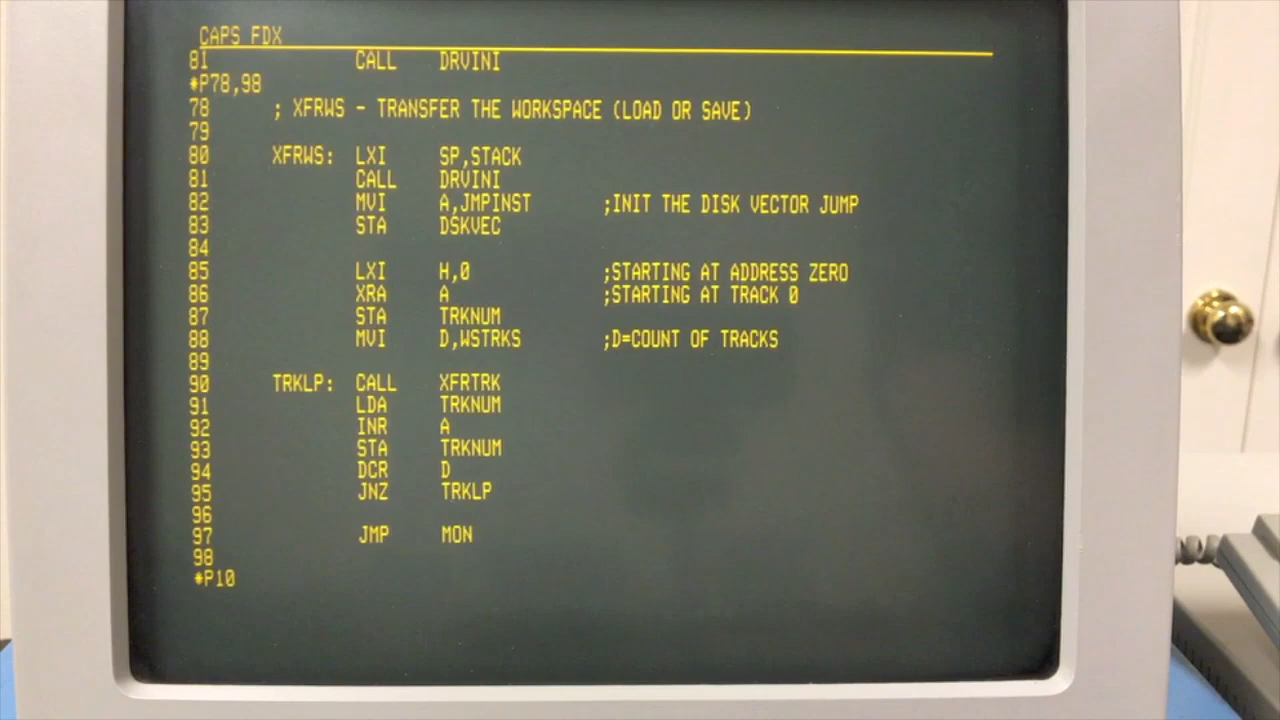 CAPS FDX
81 CALL DRVINI
*P78,98
78 ; XFRWS - TRANSFER THE WORKSPACE (LOAD OR SAVE)
79
80 XFRWS: LXI SP,STACK
81 CALL DRVINI
82 MVI A,JMPINST ;INIT THE DISK VECTOR JUMP
83 STA DSKVEC
84
85 LXI H,0 ;STARTING AT ADDRESS ZERO
86 XRA A ;STARTING AT TRACK 0
87 STA TRKNUM
88 MVI D,WSTRKS ;D=COUNT OF TRACKS
89
90 TRKLP: CALL XFRTRK
91 LDA TRKNUM
92 INR A
93 STA TRKNUM
94 DCR D
95 JNZ TRKLP
96
97 JMP MON
98
*P10